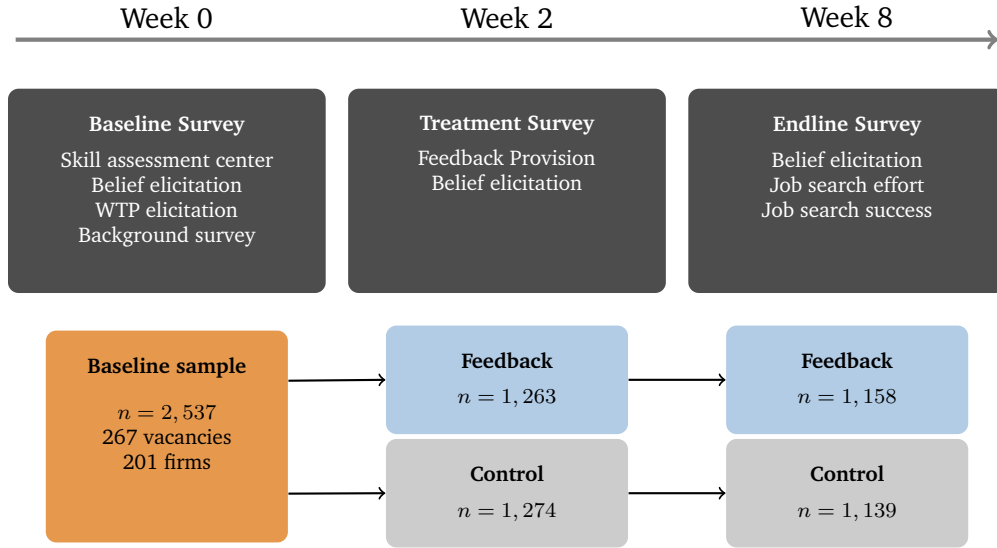 Week 0
Week 2
Week 8
Baseline Survey
Skill assessment center
Belief elicitation
WTP elicitation
Background survey
Treatment Survey
Feedback Provision
Belief elicitation
Endline Survey
Belief elicitation
Job search effort
Job search success
Baseline sample
n = 2, 537
267 vacancies
201 firms
Feedback
n = 1, 263
Feedback
n = 1, 158
Control
n = 1, 274
Control
n = 1, 139